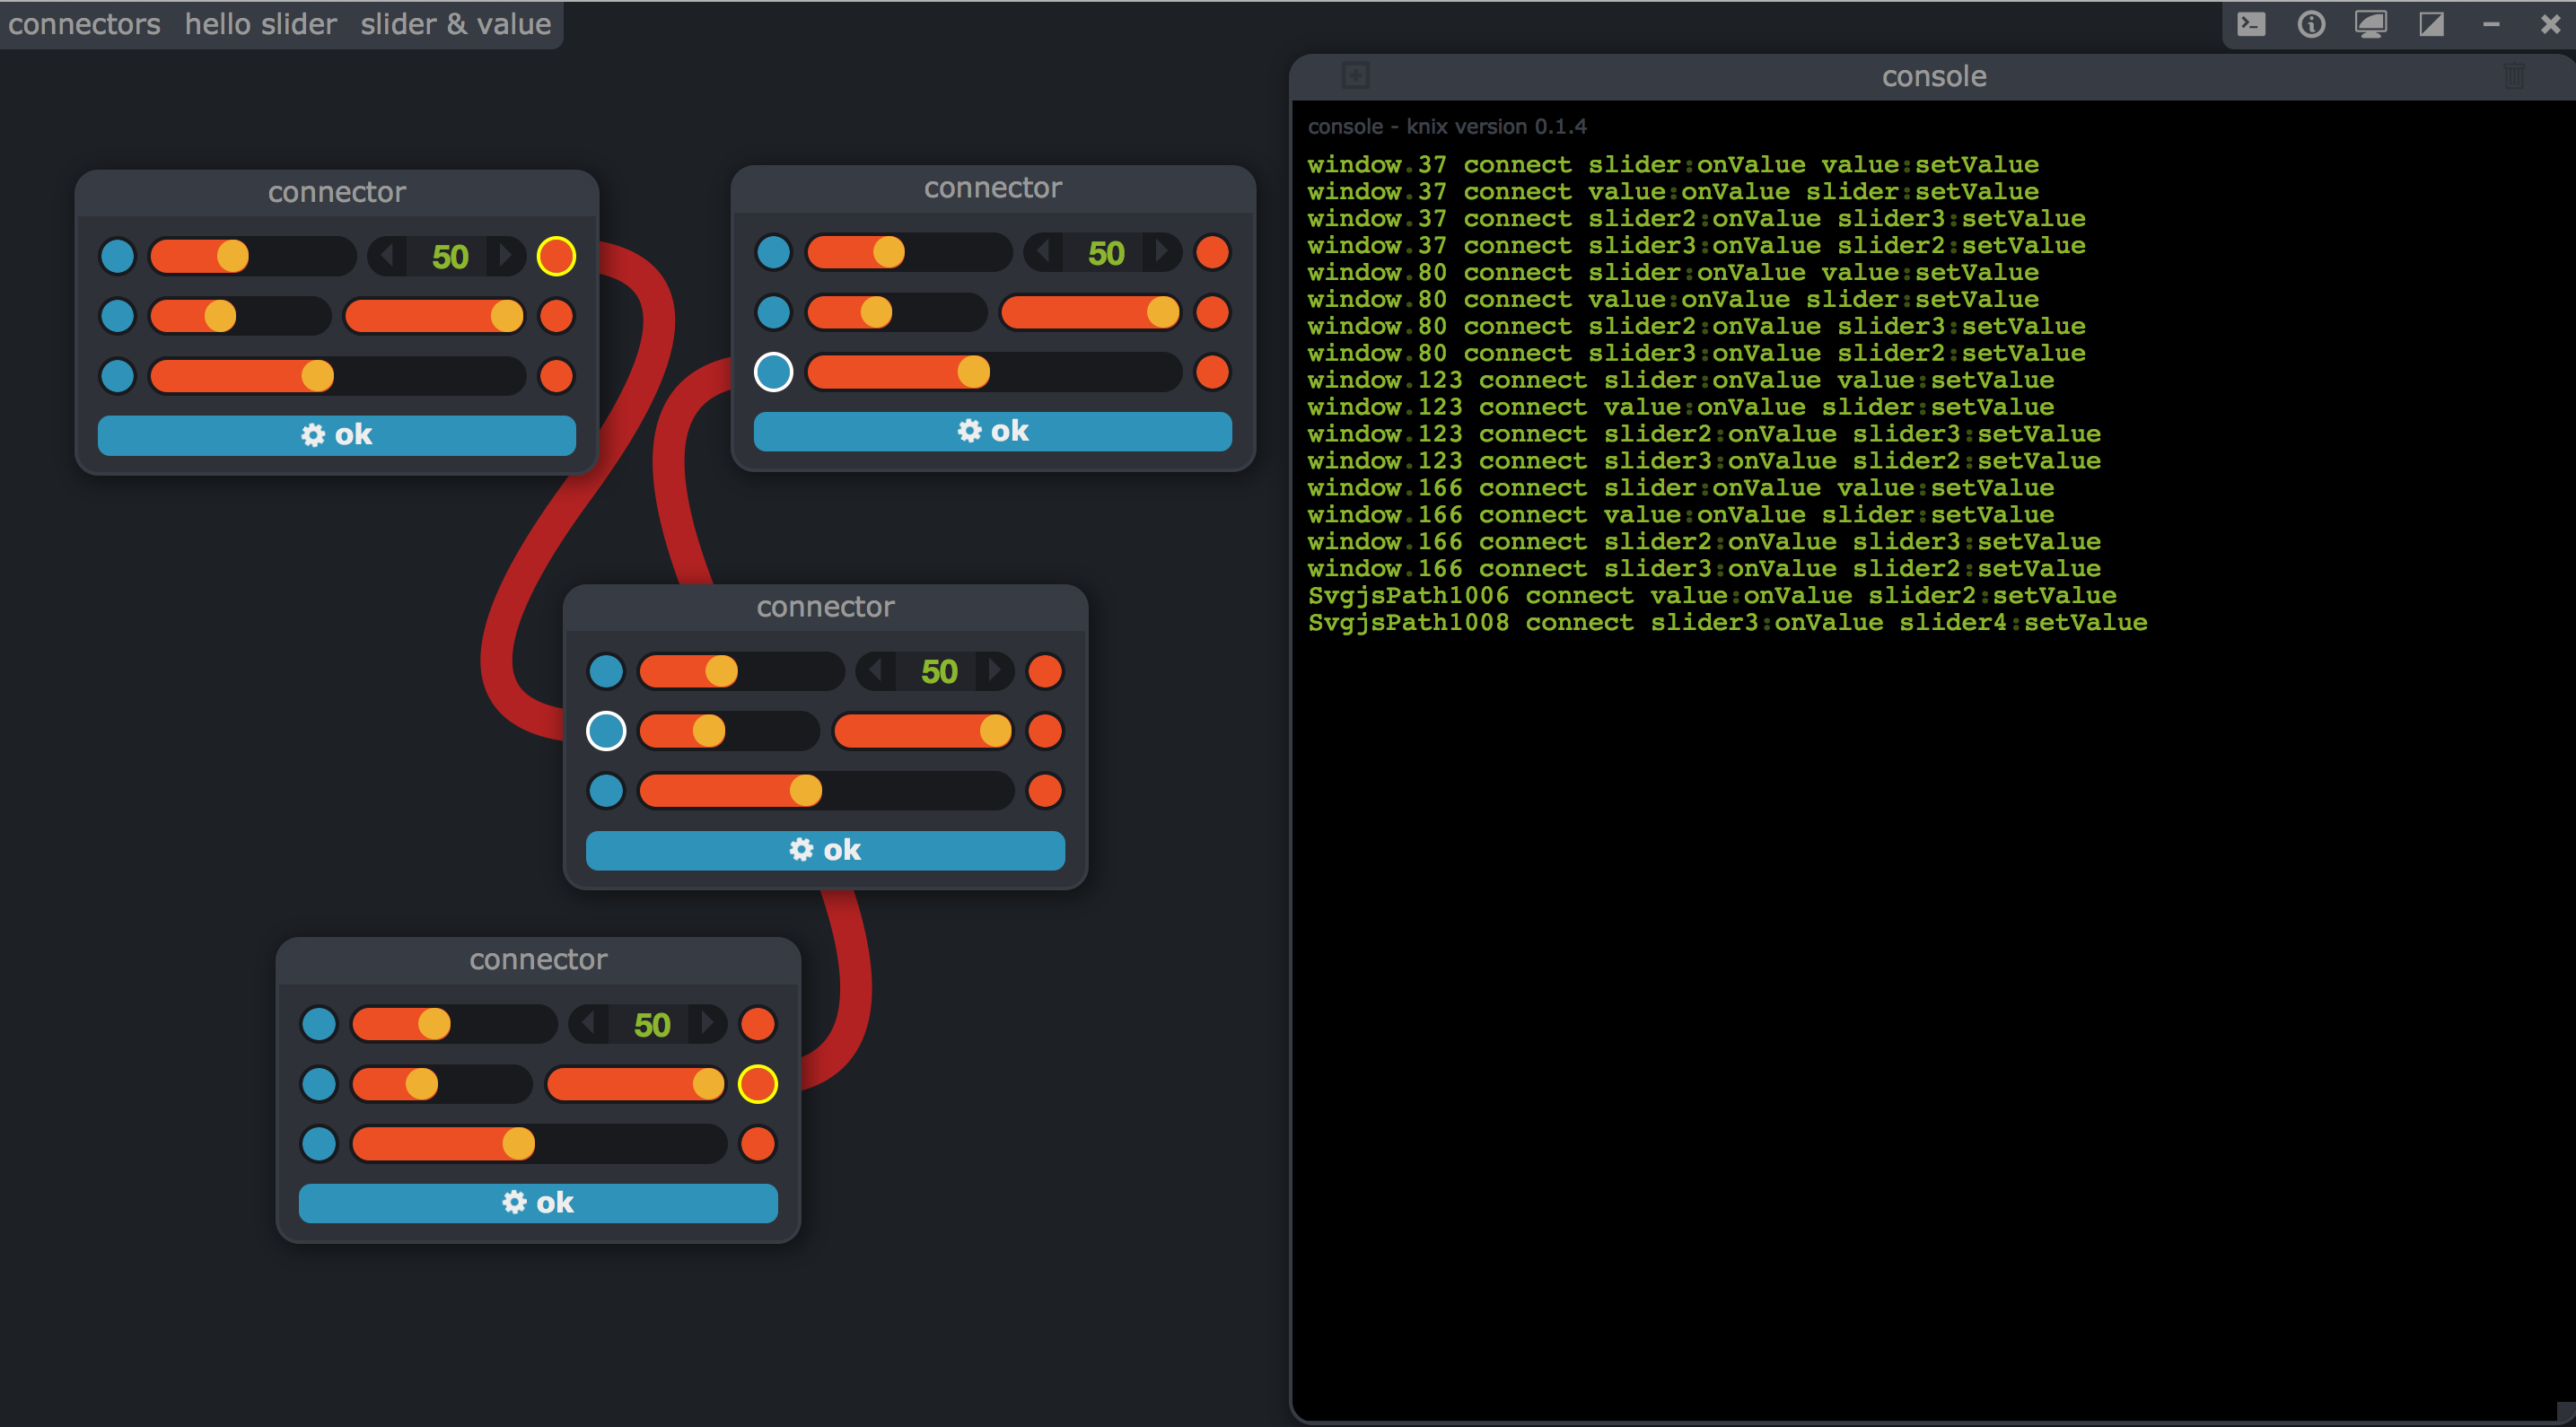 connectors hello slider slider & value
connector
50
ok
connector
50
ok
connector
50
ok
connector
50
ok
console
console - knix version 0.1.4
window.37 connect slider:onValue value:setValue
window.37 connect value:onValue slider:setValue
window.37 connect slider2:onValue slider3:setValue
window.37 connect slider3:onValue slider2:setValue
window.80 connect slider:onValue value:setValue
window.80 connect value:onValue slider:setValue
window.80 connect slider2:onValue slider3:setValue
window.80 connect slider3:onValue slider2:setValue
window.123 connect slider:onValue value:setValue
window.123 connect value:onValue slider:setValue
window.123 connect slider2:onValue slider3:setValue
window.123 connect slider3:onValue slider2:setValue
window.166 connect slider:onValue value:setValue
window.166 connect value:onValue slider:setValue
window.166 connect slider2:onValue slider3:setValue
window.166 connect slider3:onValue slider2:setValue
SvgjsPath1006 connect value:onValue slider2:setValue
SvgjsPath1008 connect slider3:onValue slider4:setValue